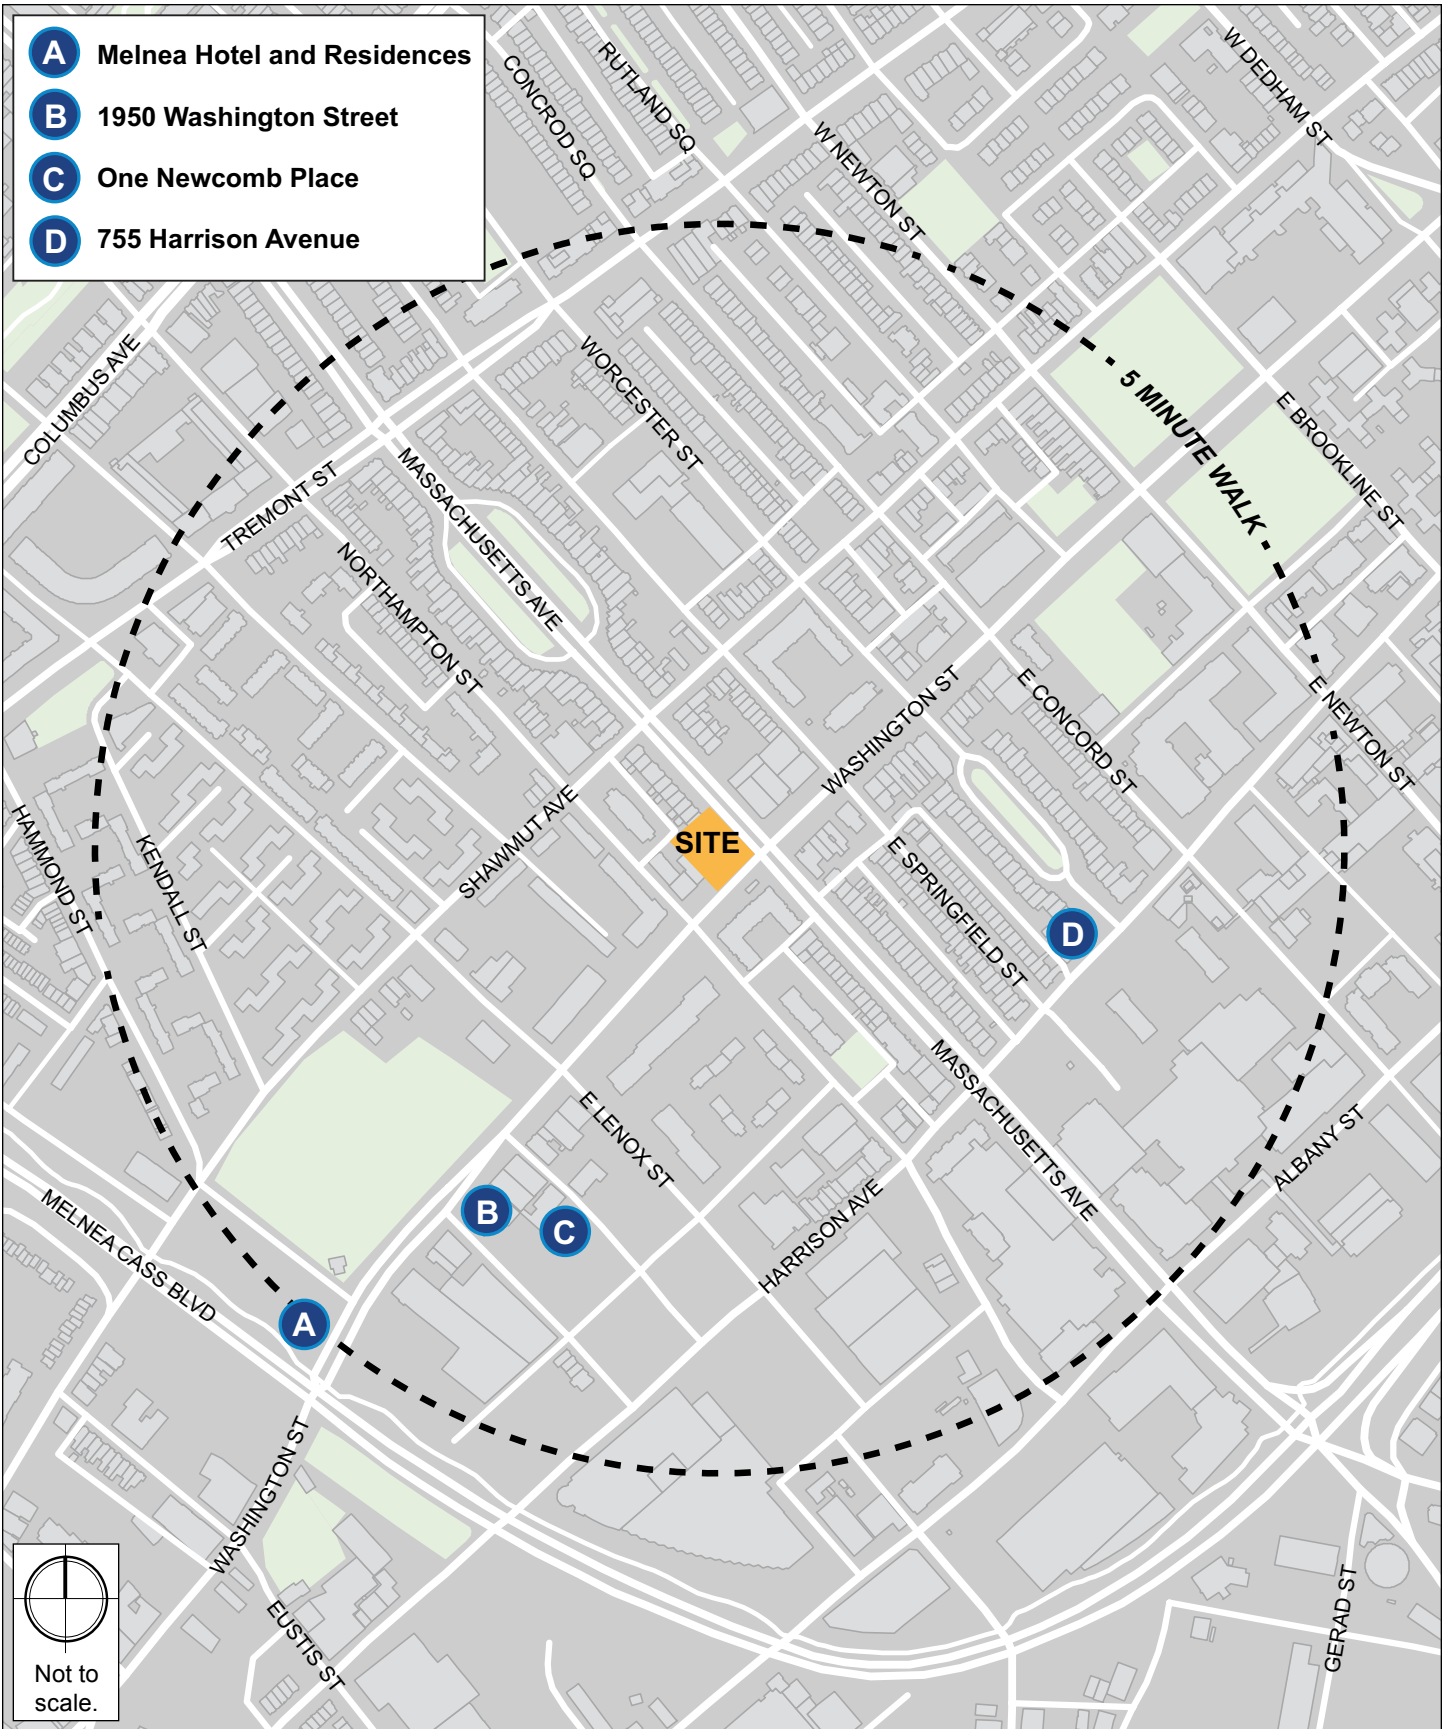 A Melnea Hotel and Residences
B 1950 Washington Street
C One Newcomb Place
D 755 Harrison Avenue
CONCROD SQ
RUTLAND SQ
W NEWTON ST
W DEDHAM ST
COLUMBUS AVE
TREMONT ST
MASSACHUSETTS AVE
WORCESTER ST
5 MINUTE WALK
E BROOKLINE ST
NORTHAMPTON ST
WASHINGTON ST
E CONCORD ST
E NEWTON ST
HAMMOND ST
KENDALL ST
SHAWMUT AVE
SITE
E SPRINGFIELD ST
D
MASSACHUSETTS AVE
E LENOX ST
ALBANY ST
HARRISON AVE
B
C
A
MELNEA CASS BLVD
WASHINGTON ST
EUSTIS ST
GERAD ST
Not to
scale.